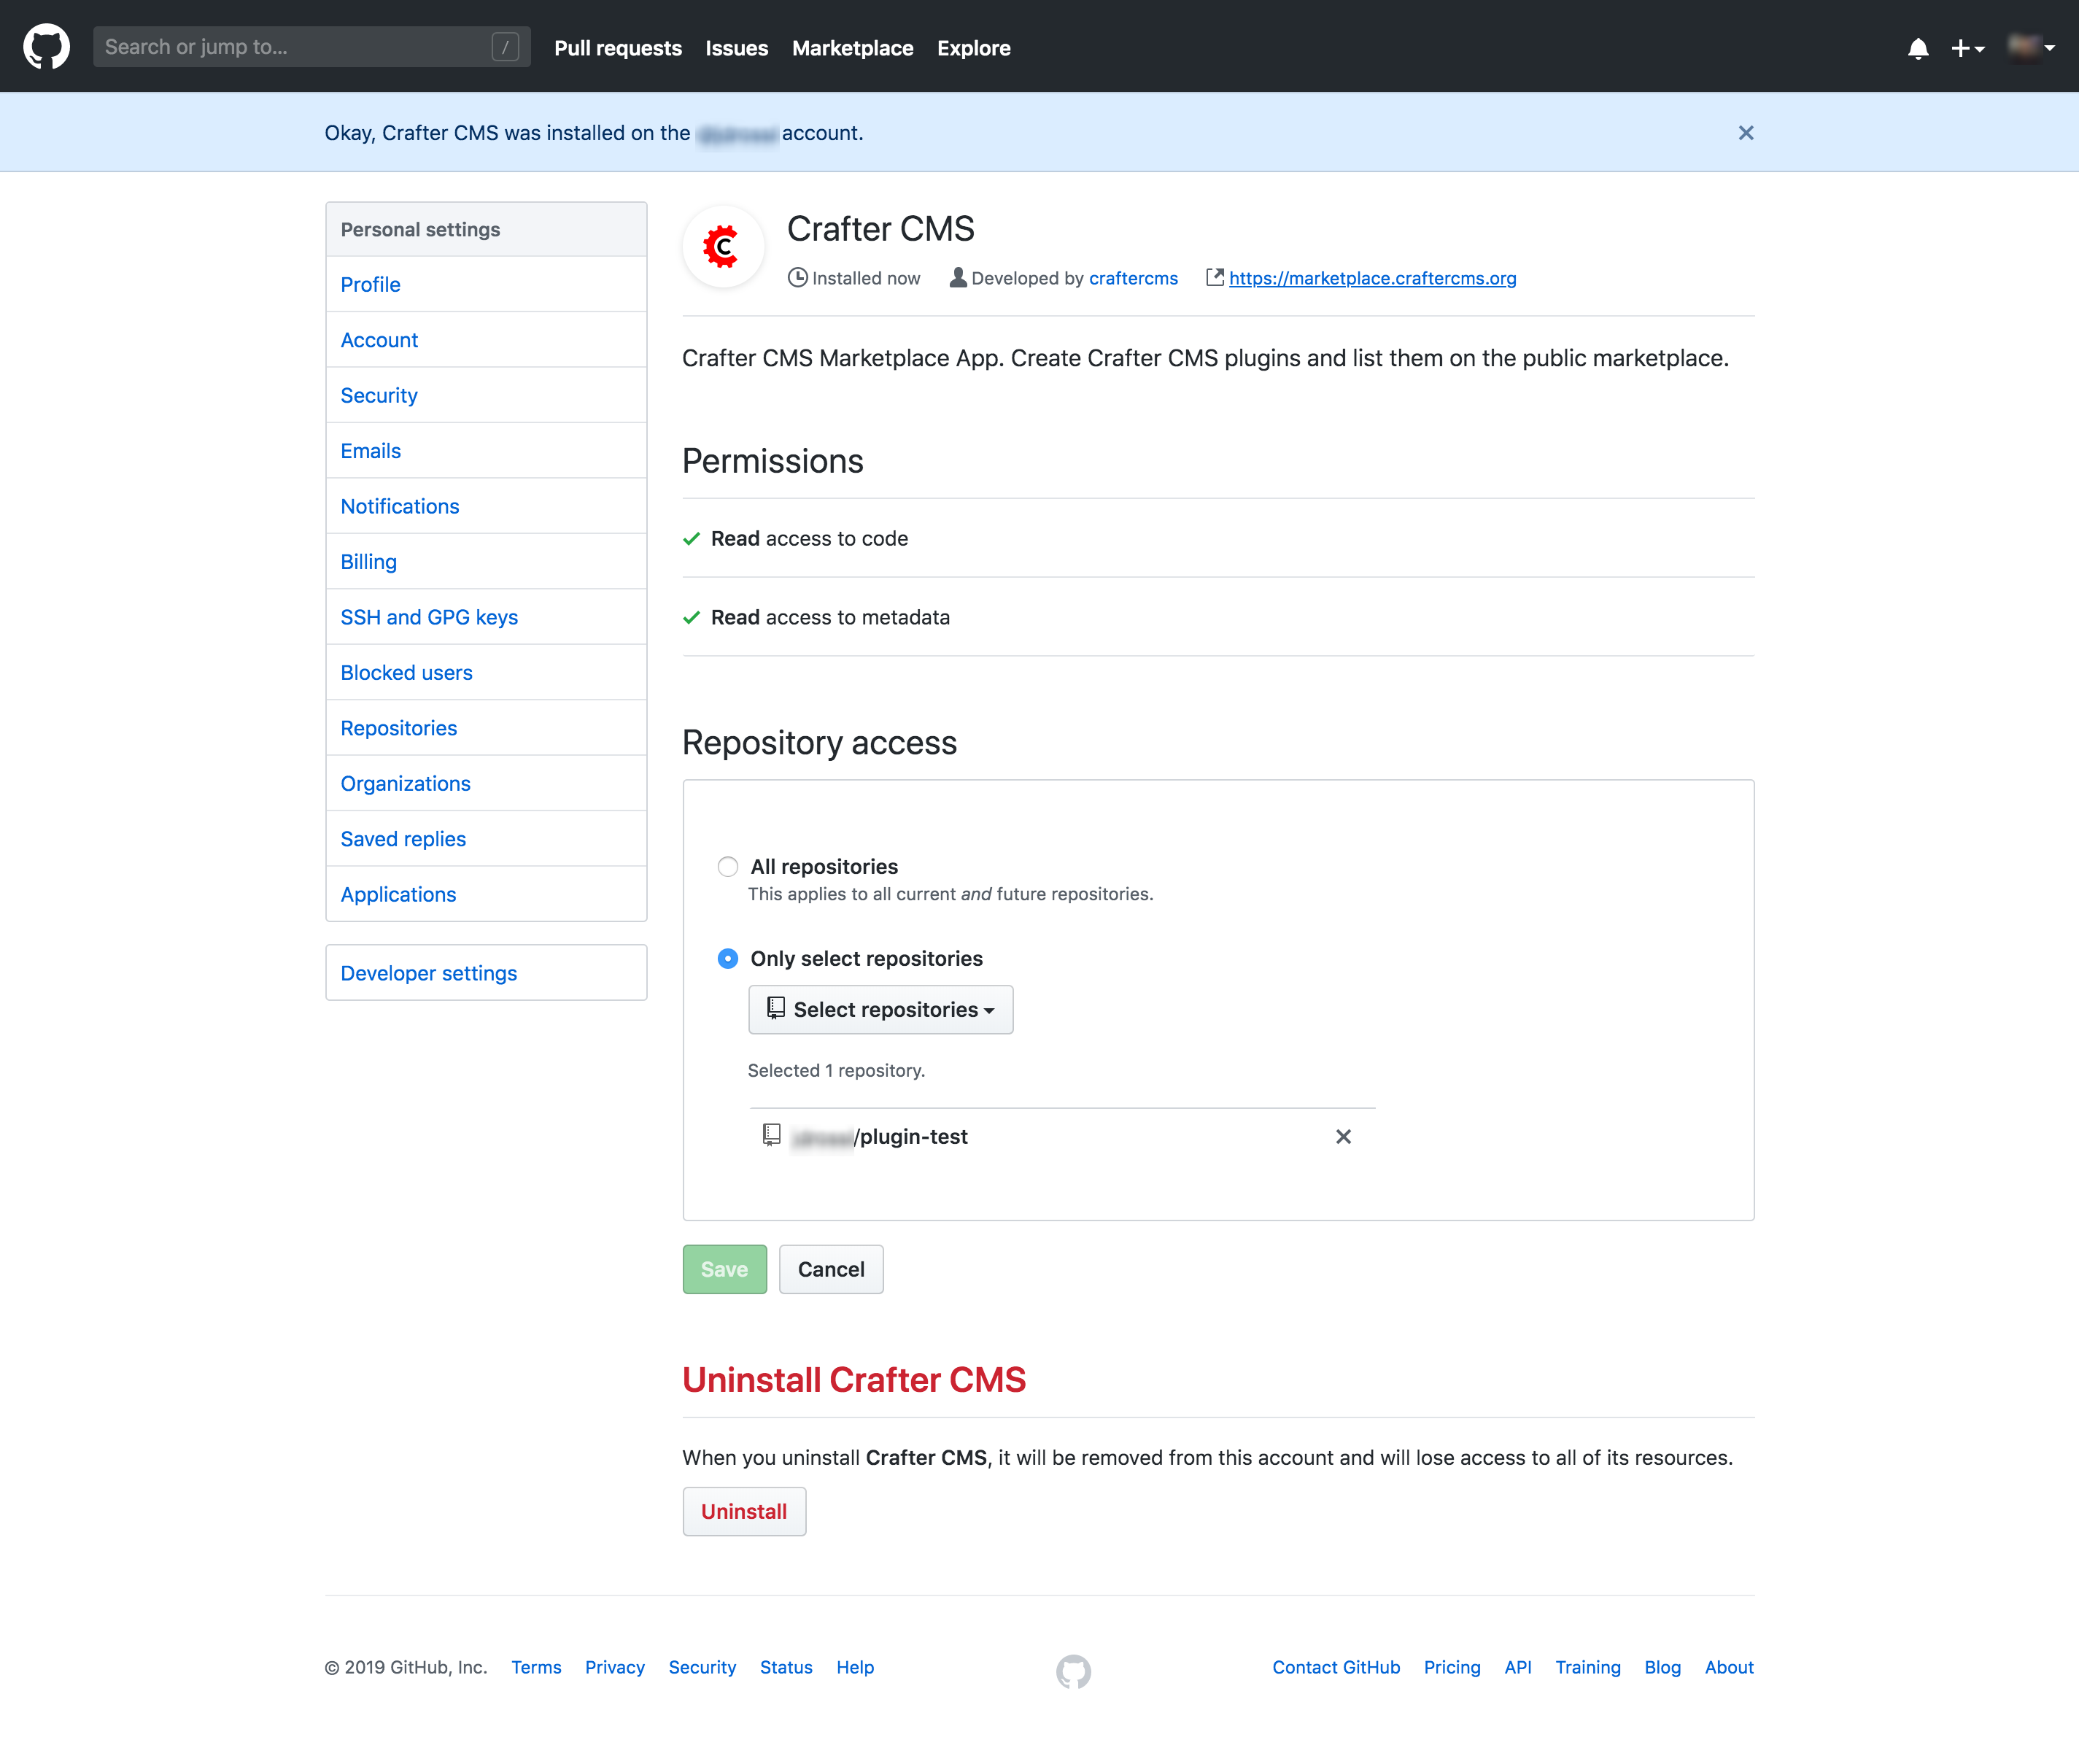 Search or jump to... /
Pull requests Issues Marketplace Explore
Okay, Crafter CMS was installed on the account.
Personal settings
Profile
Account
Security
Emails
Notifications
Billing
SSH and GPG keys
Blocked users
Repositories
Organizations
Saved replies
Applications
Developer settings
C
Crafter CMS
Installed now Developed by craftercms https://marketplace.craftercms.org
Crafter CMS Marketplace App. Create Crafter CMS plugins and list them on the public marketplace.
Permissions
Read access to code
Read access to metadata
Repository access
All repositories
This applies to all current and future repositories.
Only select repositories
Select repositories
Selected 1 repository.
/plugin-test
Save Cancel
Uninstall Crafter CMS
When you uninstall Crafter CMS, it will be removed from this account and will lose access to all of its resources.
Uninstall
© 2019 GitHub, Inc. Terms Privacy Security Status Help Contact GitHub Pricing API Training Blog About